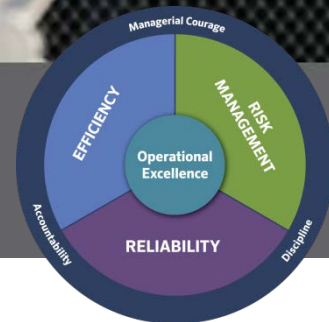 Managerial Courage
EFFICIENCY
RISK
MANAGEMENT
Operational
Excellence
RELIABILITY
Accountability
Discipline